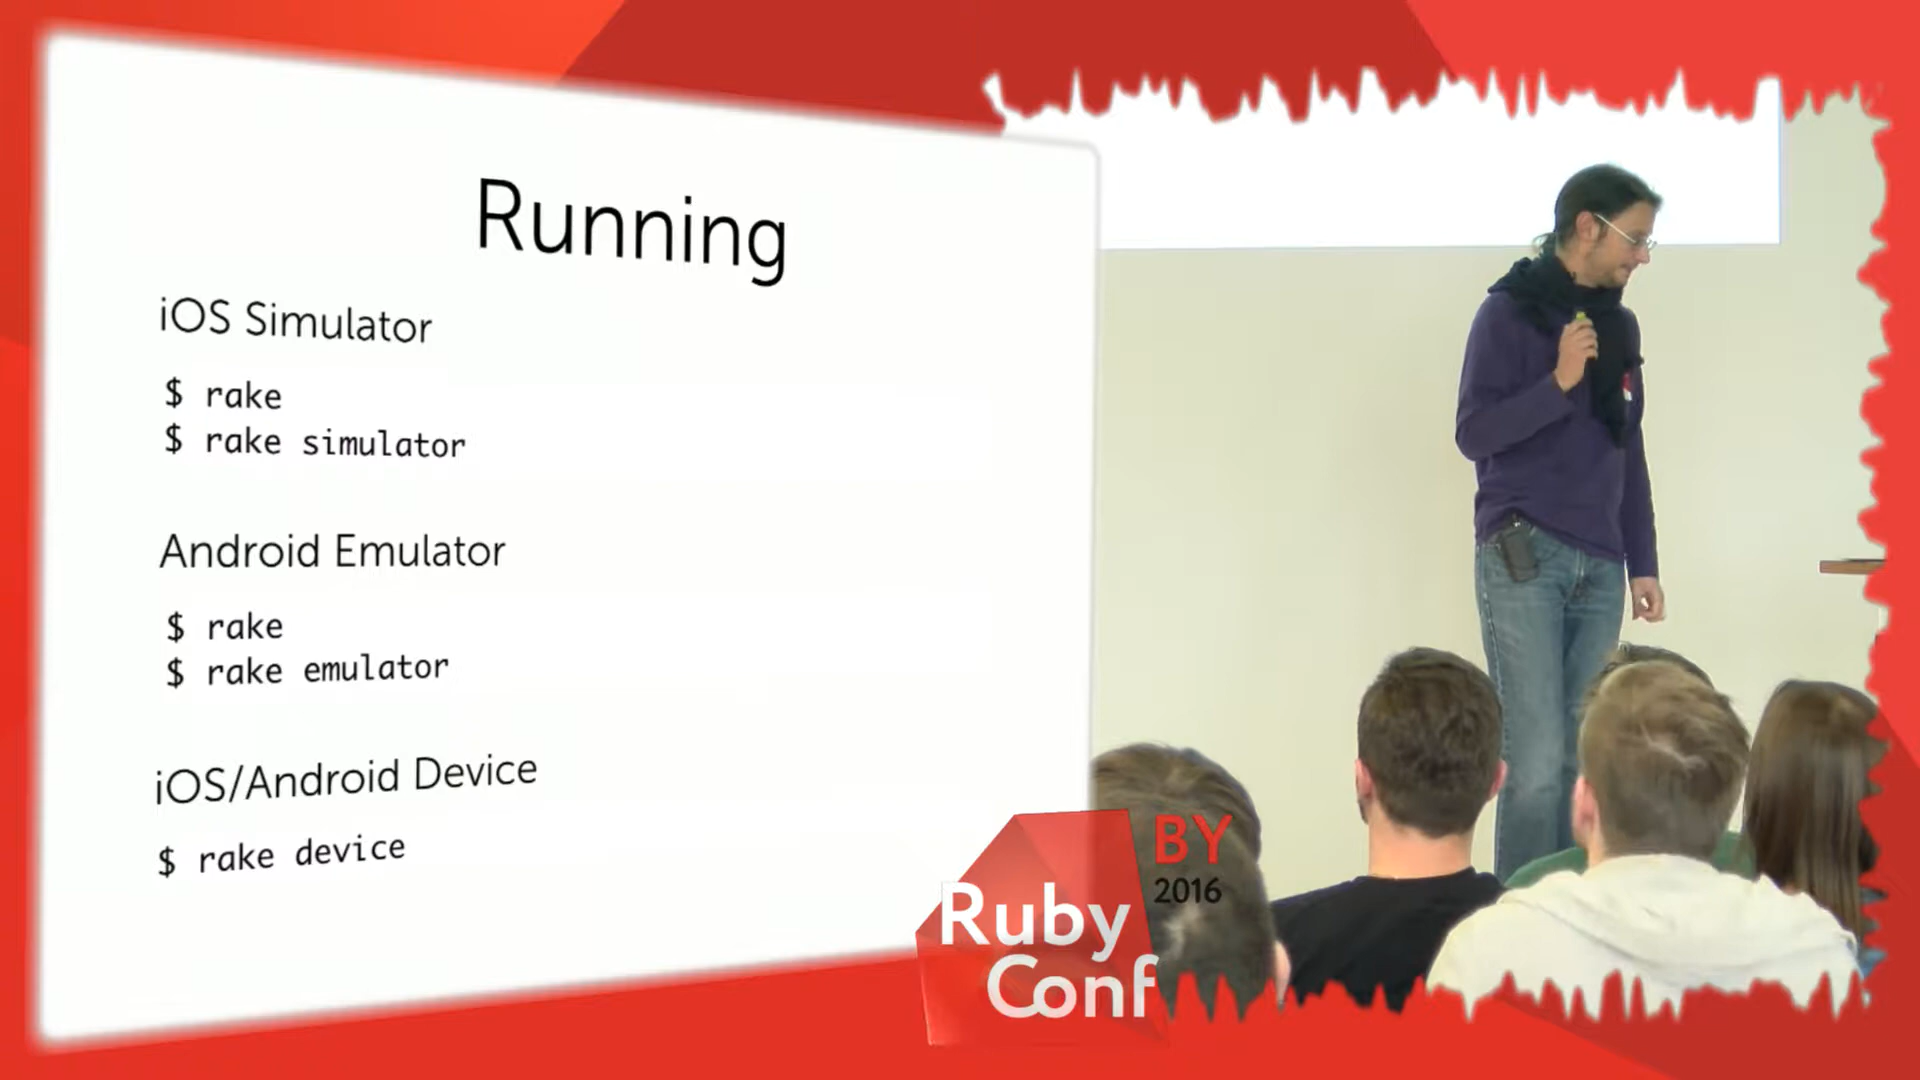 Running
iOS Simulator
$ rake
$ rake simulator
Android Emulator
$ rake
$ rake emulator
iOS/Android Device
$ rake device
BY
2016
Ruby
Conf